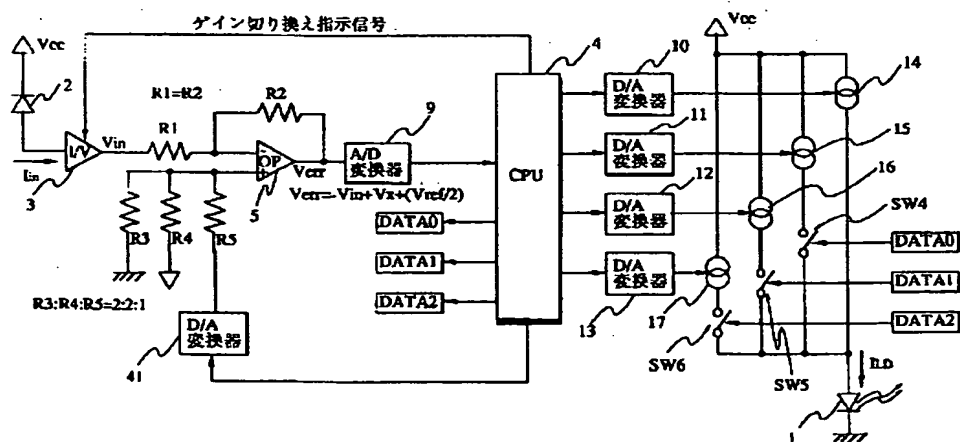 ゲイン切り換え指示信号
Vcc
2
I/V
Iin
3
Vin
R1=R2
R1
R2
OP
5
Verr
9
A/D
変換器
Verr=-Vin+Vx+(Vref/2)
R3
R4
R5
R3:R4:R5=2:2:1
D/A
変換器
41
DATA0
DATA1
DATA2
4
CPU
10
D/A
変換器
11
D/A
変換器
12
D/A
変換器
D/A
変換器
13
Vcc
14
15
16
17
SW4
SW5
SW6
DATA0
DATA1
DATA2
ILD
1